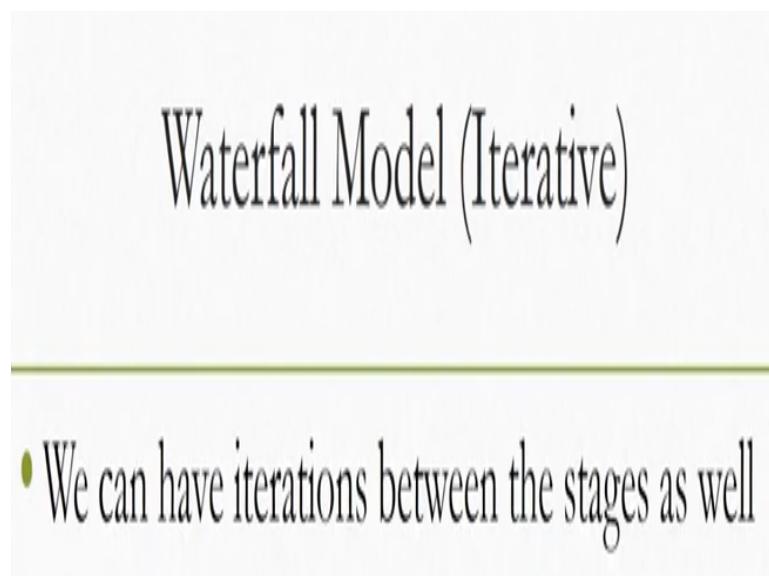 Waterfall Model (Iterative)
• We can have iterations between the stages as well